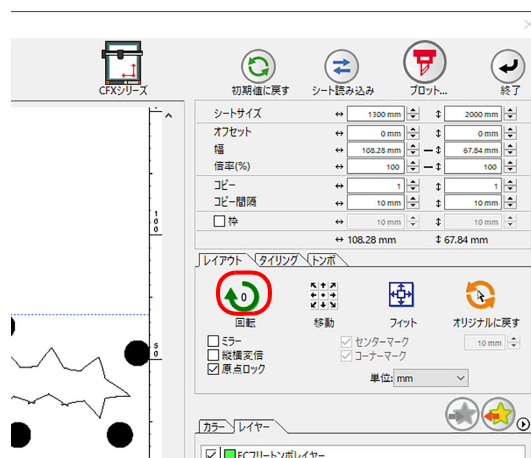 CFXシリーズ
初期値に戻す シート読み込み プロット... 終了
シートサイズ 1300 mm 2000 mm
オフセット 0 mm 0 mm
幅 108.28 mm 67.84 mm
倍率(%) 100 100
コピー 1 1
コピー間隔 10 mm 10 mm
枠 10 mm 10 mm
108.28 mm 67.84 mm
レイアウト タイリング トンボ
0
回転 移動 フィット オリジナルに戻す
ミラー センターマーク 10 mm
縦横変倍 コーナーマーク
原点ロック
単位: mm
カラー レイヤー
FCフリートンボレイヤー
100
50